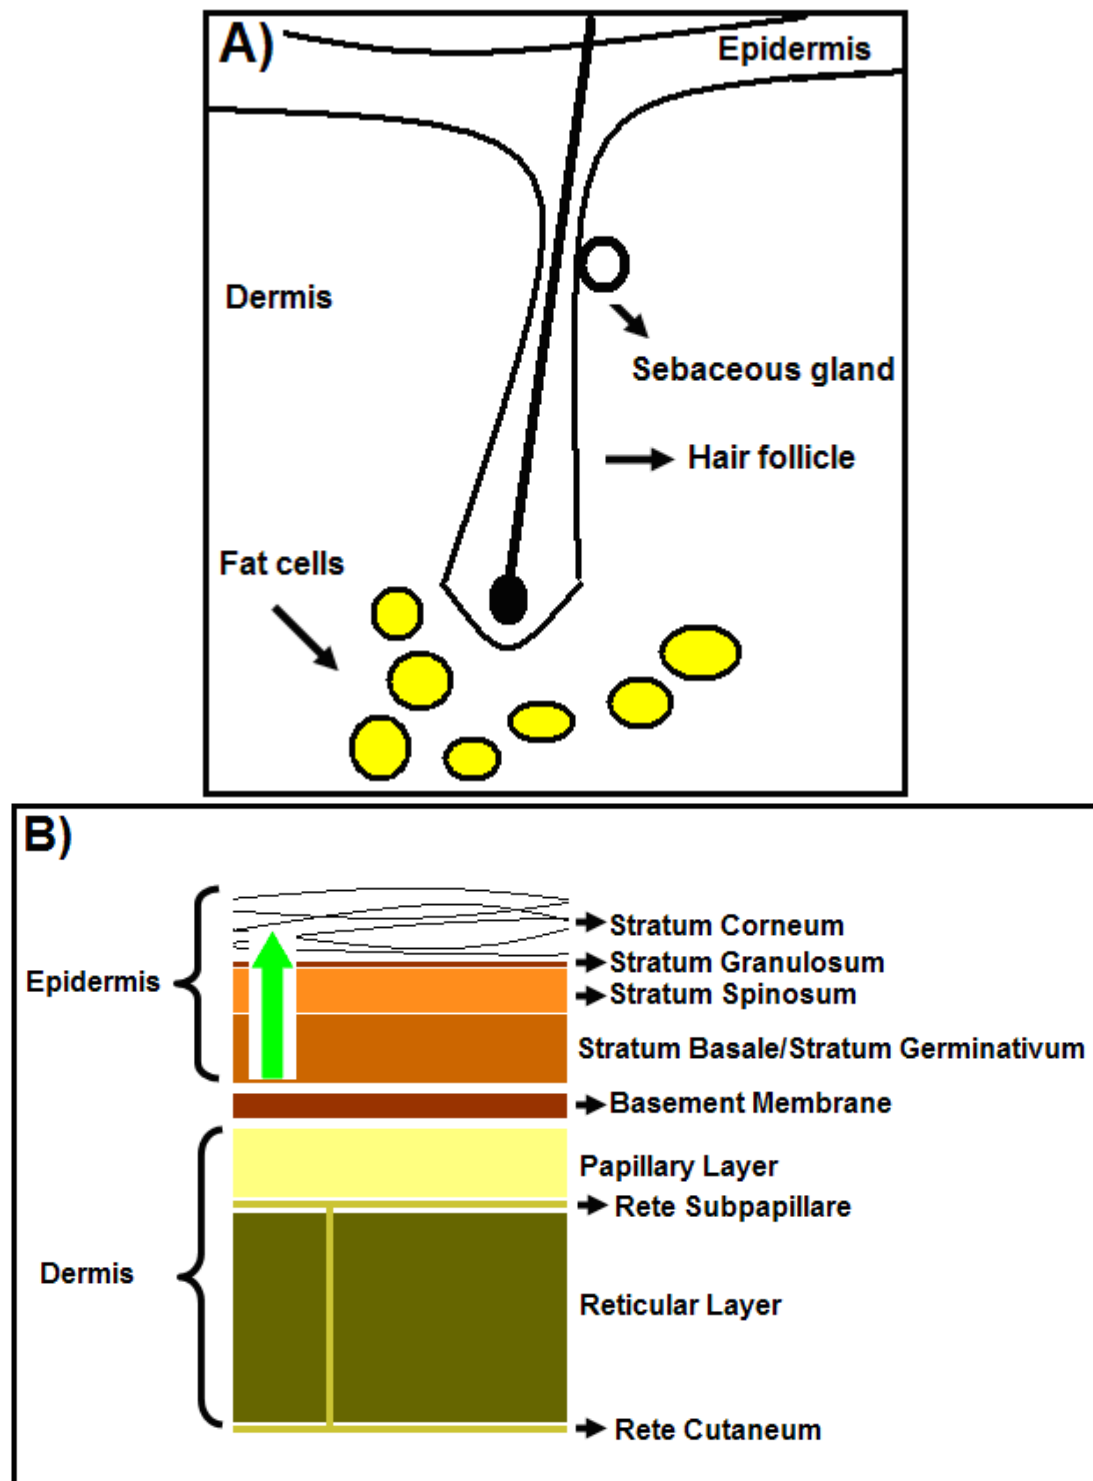 A)
Epidermis
Dermis
Sebaceous gland
Hair follicle
Fat cells
B)
Epidermis
Stratum Corneum
Stratum Granulosum
Stratum Spinosum
Stratum Basale/Stratum Germinativum
Basement Membrane
Papillary Layer
Rete Subpapillare
Dermis
Reticular Layer
Rete Cutaneum